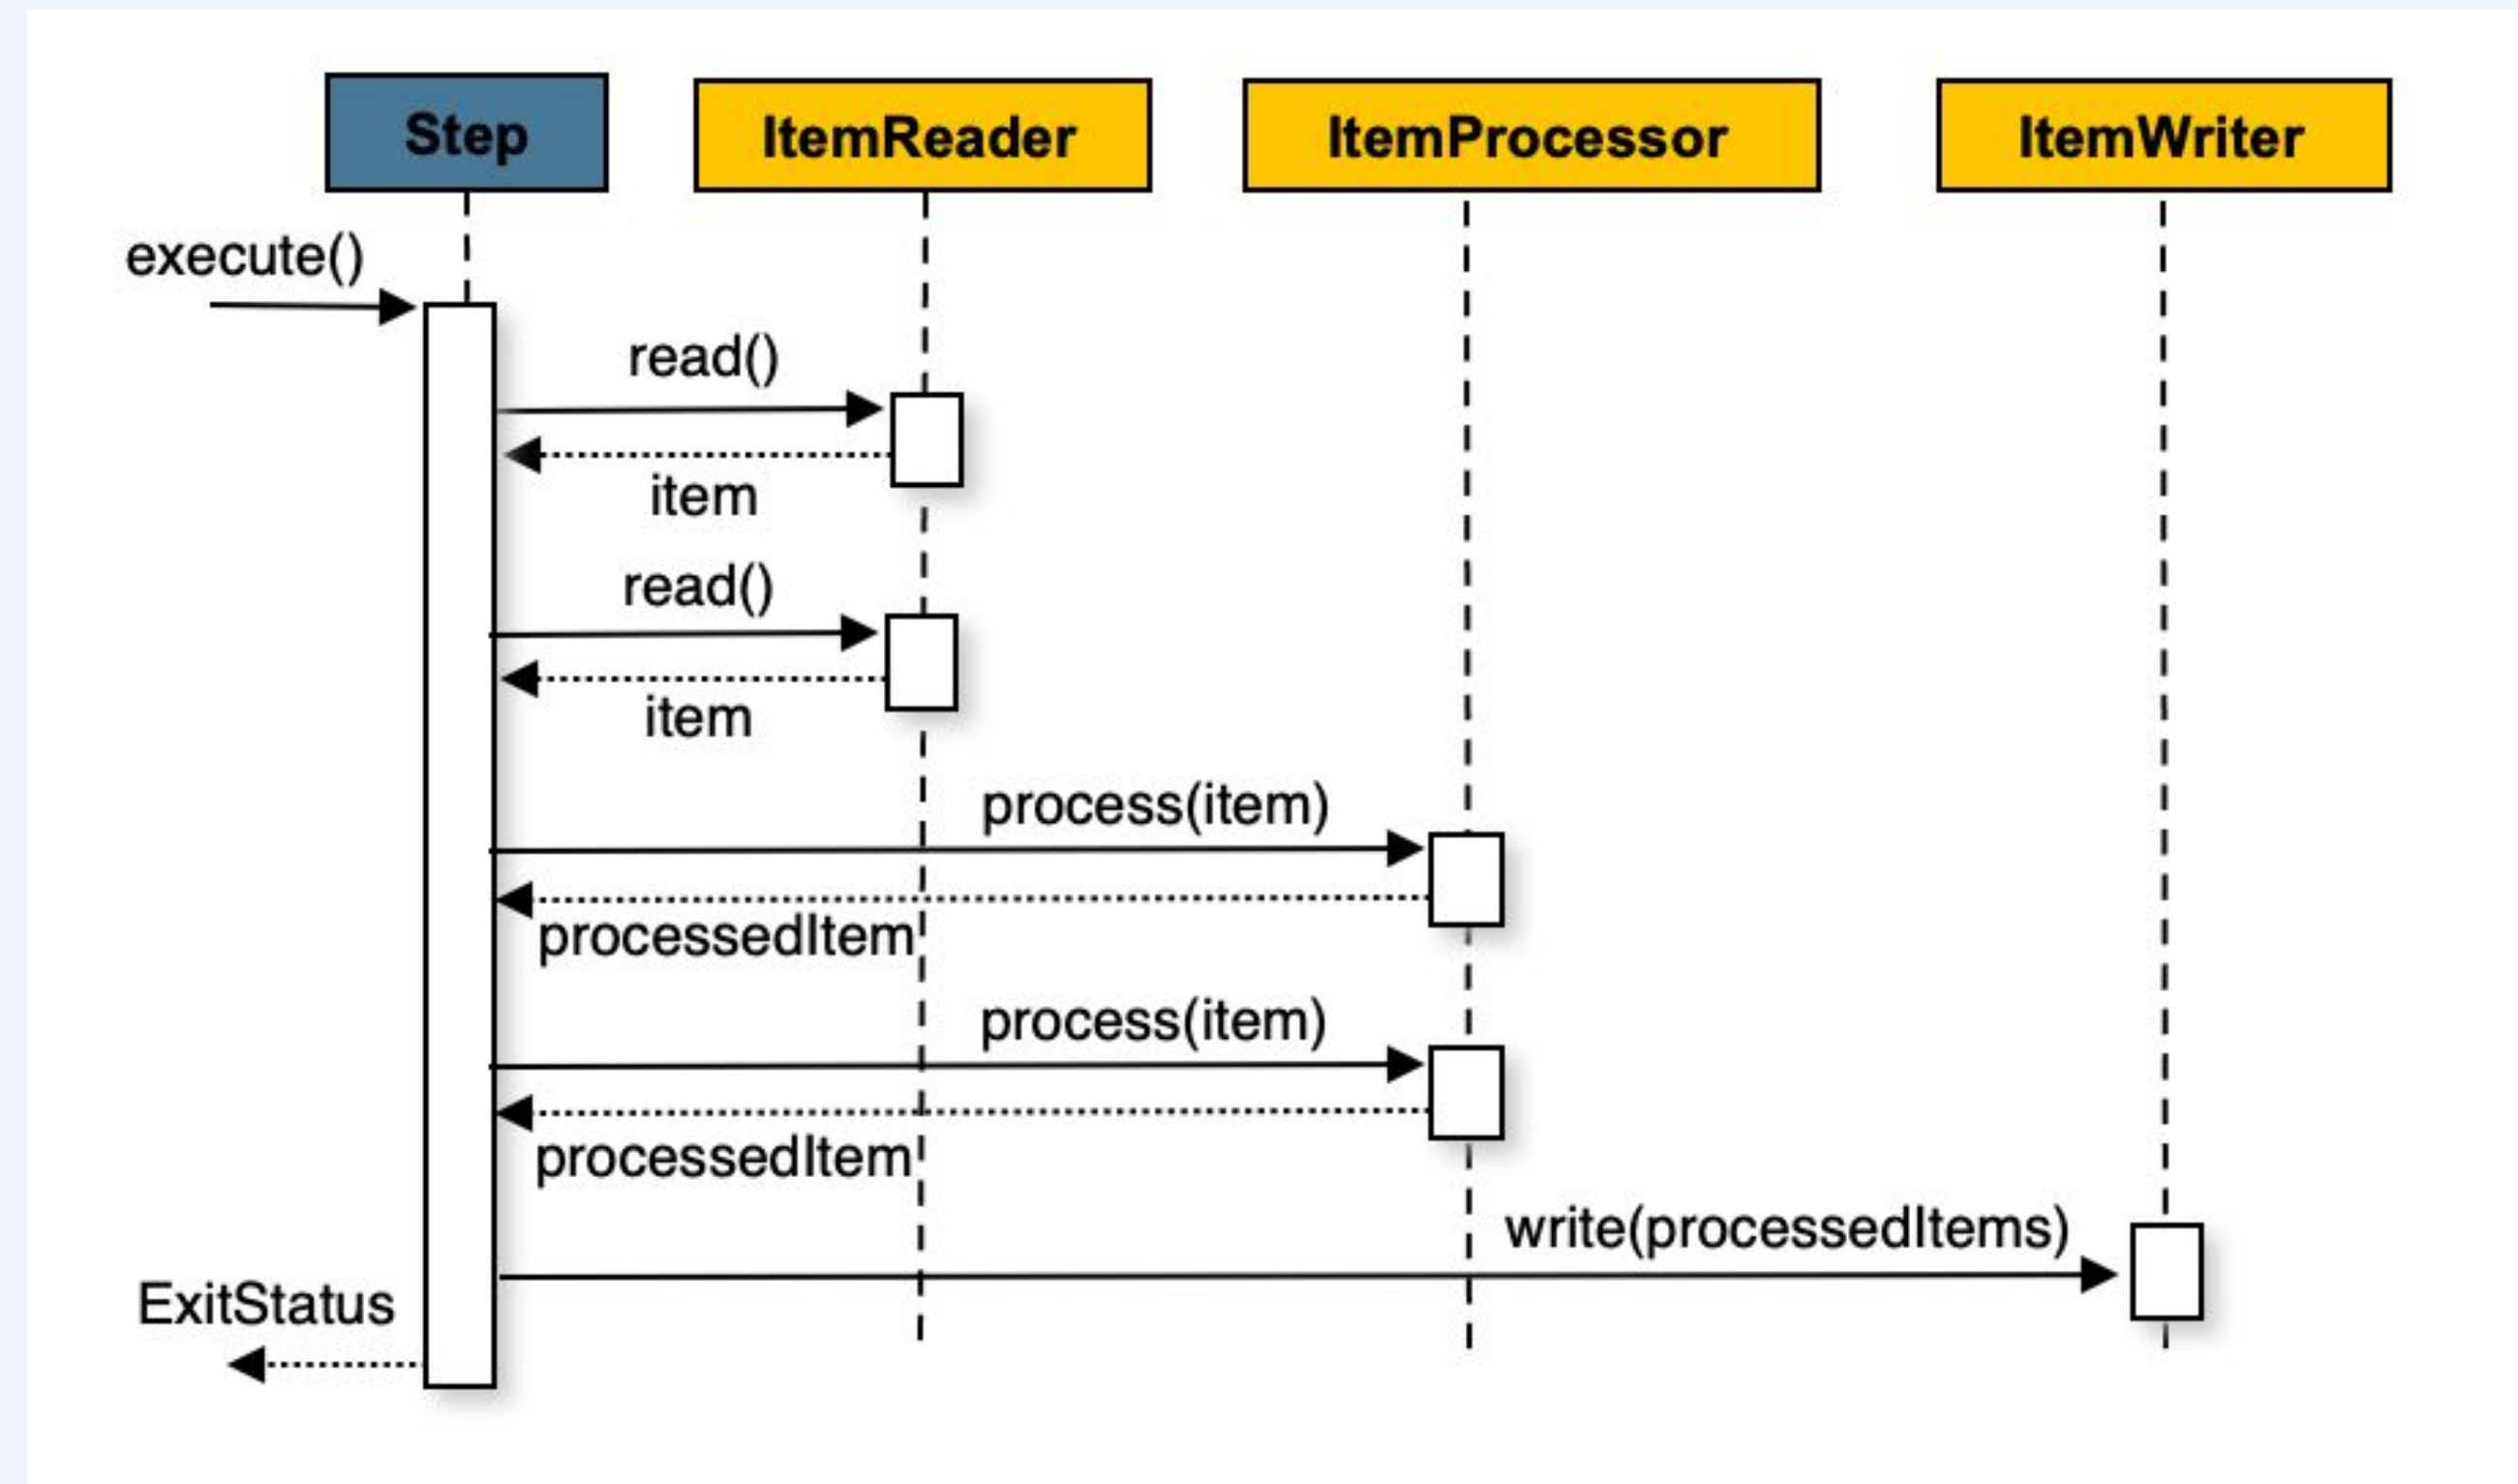 Step
ItemReader
ItemProcessor
ItemWriter
execute()
read()
item
read()
item
process(item)
processedItem
process(item)
processedItem
write(processedItems)
ExitStatus